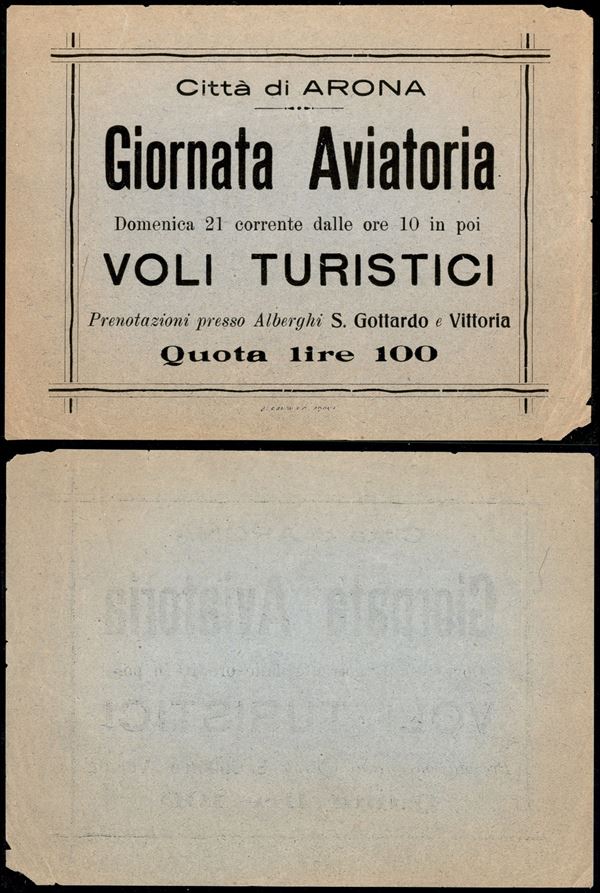 Città di ARONA
Giornata Aviatoria
Domenica 21 corrente dalle ore 10 in poi
VOLI TURISTICI
Prenotazioni presso Alberghi S. Gottardo e Vittoria
Quota lire 100